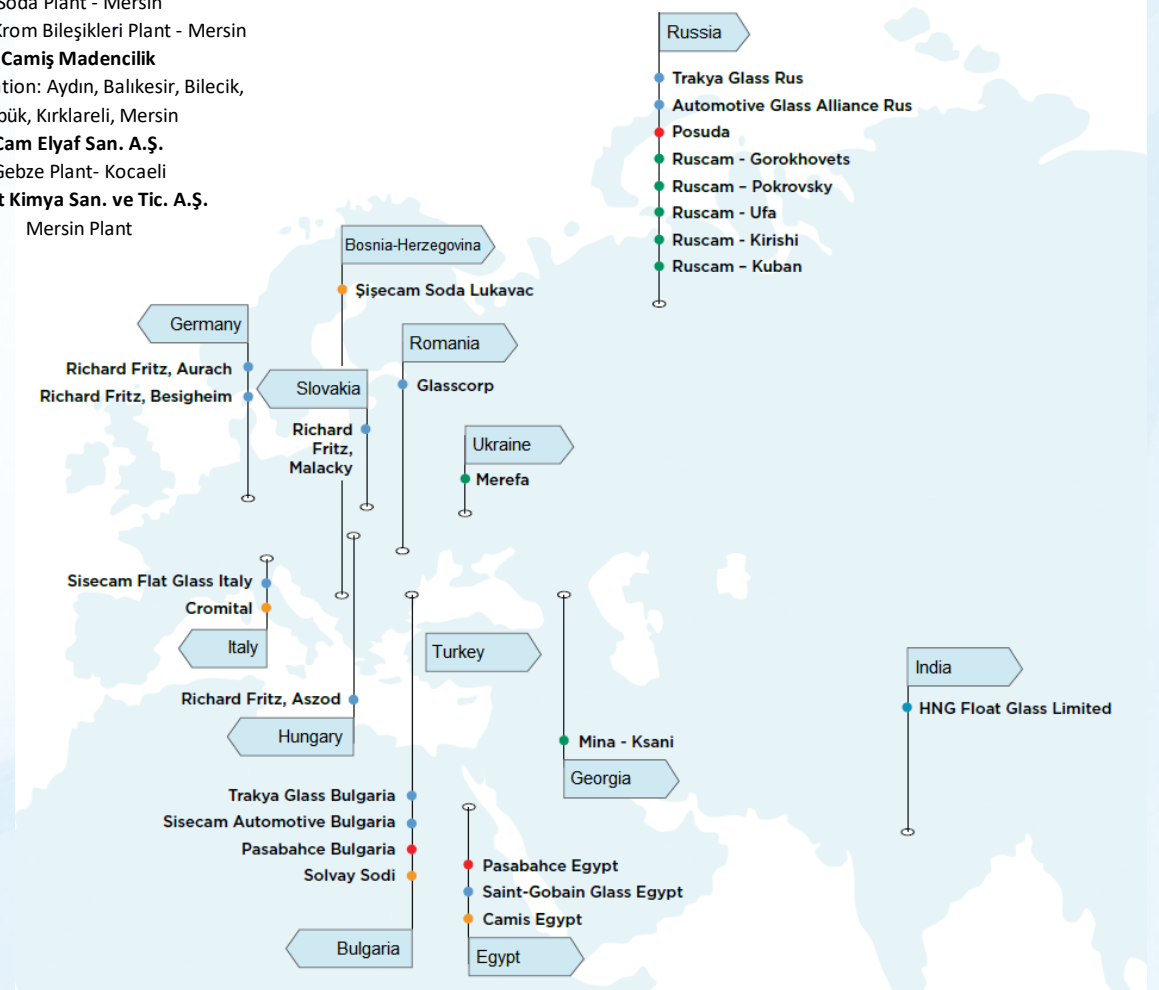 Soda Plant - Mersin
Krom Bileşikleri Plant - Mersin
Camiş Madencilik
tion: Aydın, Balıkesir, Bilecik,
bük, Kırklareli, Mersin
Cam Elyaf San. A.Ş.
Gebze Plant- Kocaeli
t Kimya San. ve Tic. A.Ş.
Mersin Plant
Russia
Trakya Glass Rus
Automotive Glass Alliance Rus
Posuda
Ruscam - Gorokhovets
Ruscam – Pokrovsky
Ruscam - Ufa
Ruscam - Kirishi
Ruscam – Kuban
Bosnia-Herzegovina
Şişecam Soda Lukavac
Germany
Richard Fritz, Aurach
Richard Fritz, Besigheim
Slovakia
Richard
Fritz,
Malacky
Romania
Glasscorp
Ukraine
Merefa
Sisecam Flat Glass Italy
Cromital
Italy
Turkey
Richard Fritz, Aszod
Hungary
India
HNG Float Glass Limited
Mina - Ksani
Georgia
Trakya Glass Bulgaria
Sisecam Automotive Bulgaria
Pasabahce Bulgaria
Solvay Sodi
Bulgaria
Pasabahce Egypt
Saint-Gobain Glass Egypt
Camis Egypt
Egypt